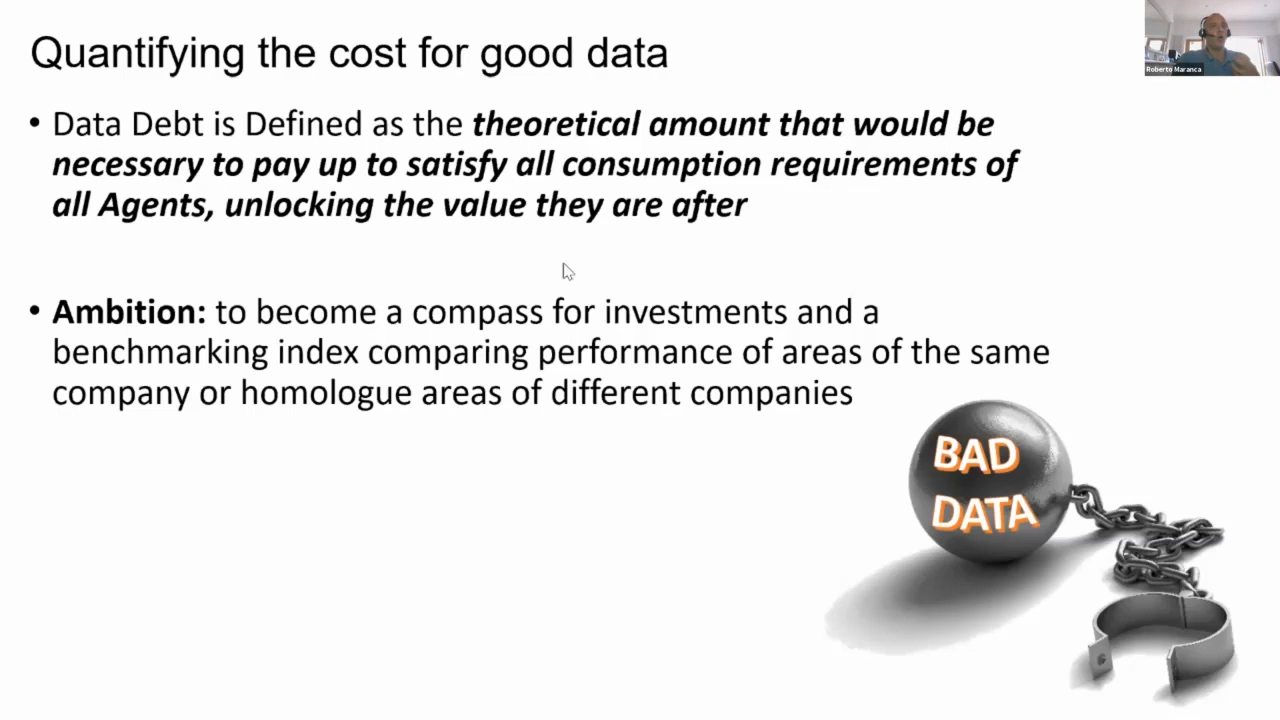 Quantifying the cost for good data
Roberto Maranca
• Data Debt is Defined as the theoretical amount that would be
necessary to pay up to satisfy all consumption requirements of
all Agents, unlocking the value they are after
• Ambition: to become a compass for investments and a
benchmarking index comparing performance of areas of the same
company or homologue areas of different companies
BAD
DATA